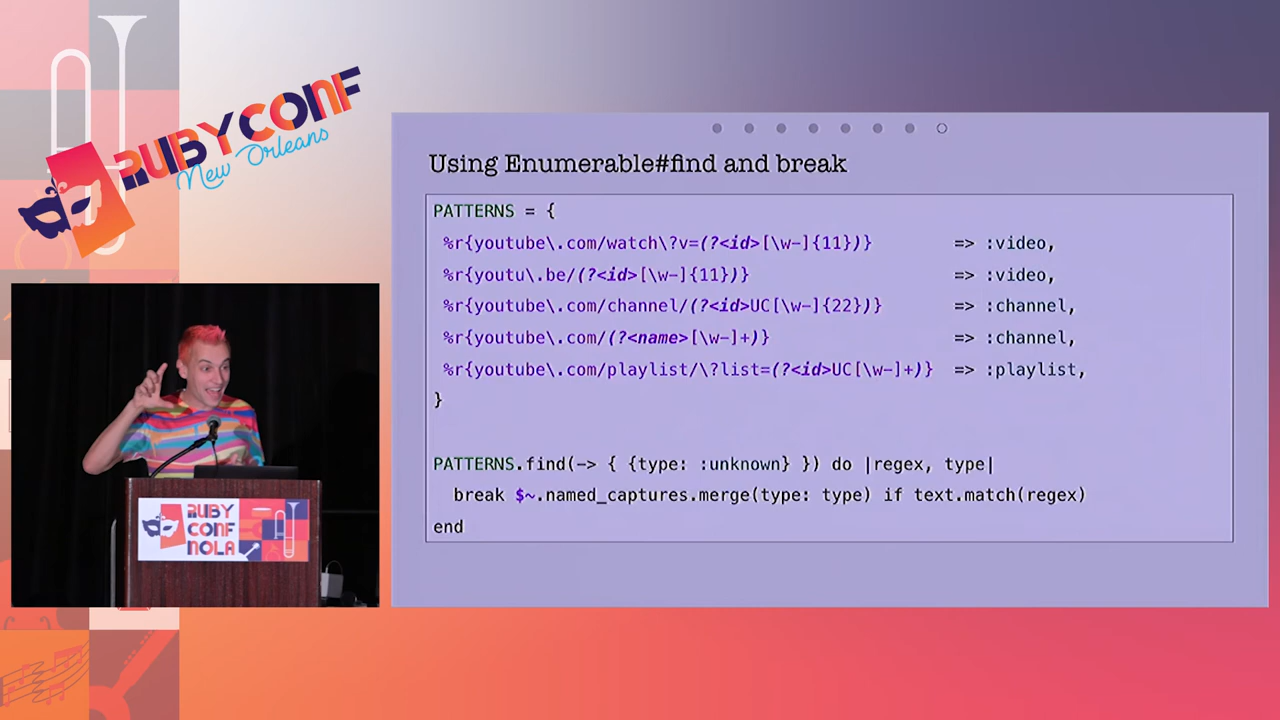 RUBYCONF
New Orleans
Using Enumerable#find and break
PATTERNS = {
%r{youtube\.com/watch\?v=(?<id>[\w-]{11})} => :video,
%r{youtu\.be/(?<id>[\w-]{11})} => :video,
%r{youtube\.com/channel/(?<id>UC[\w-]{22})} => :channel,
%r{youtube\.com/(?<name>[\w-]+)} => :channel,
%r{youtube\.com/playlist/\?list=(?<id>UC[\w-]+)} => :playlist,
}
PATTERNS.find(-> { {type: :unknown} }) do |regex, type|
break $~.named_captures.merge(type: type) if text.match(regex)
end
RUBY
CONF
NOLA